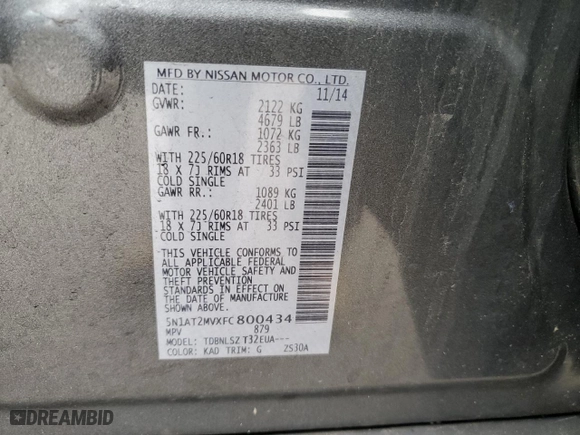 MFD BY NISSAN MOTOR CO., LTD.
DATE: 11/14
GVWR: 2122 KG
4679 LB
GAWR FR.: 1072 KG
2363 LB
WITH 225/60R18 TIRES
18 X 7J RIMS AT 33 PSI
COLD SINGLE
GAWR RR.: 1089 KG
2401 LB
WITH 225/60R18 TIRES
18 X 7J RIMS AT 33 PSI
COLD SINGLE
THIS VEHICLE CONFORMS TO
ALL APPLICABLE FEDERAL
MOTOR VEHICLE SAFETY AND
THEFT PREVENTION
STANDARDS IN EFFECT ON
THE DATE OF MANUFACTURE
SHOWN ABOVE.
5N1AT2MVXFC800434
MPV 879
MODEL: TDBNLSZ T32EUA---
COLOR: KAD TRIM: G ZS30A
DREAMBID